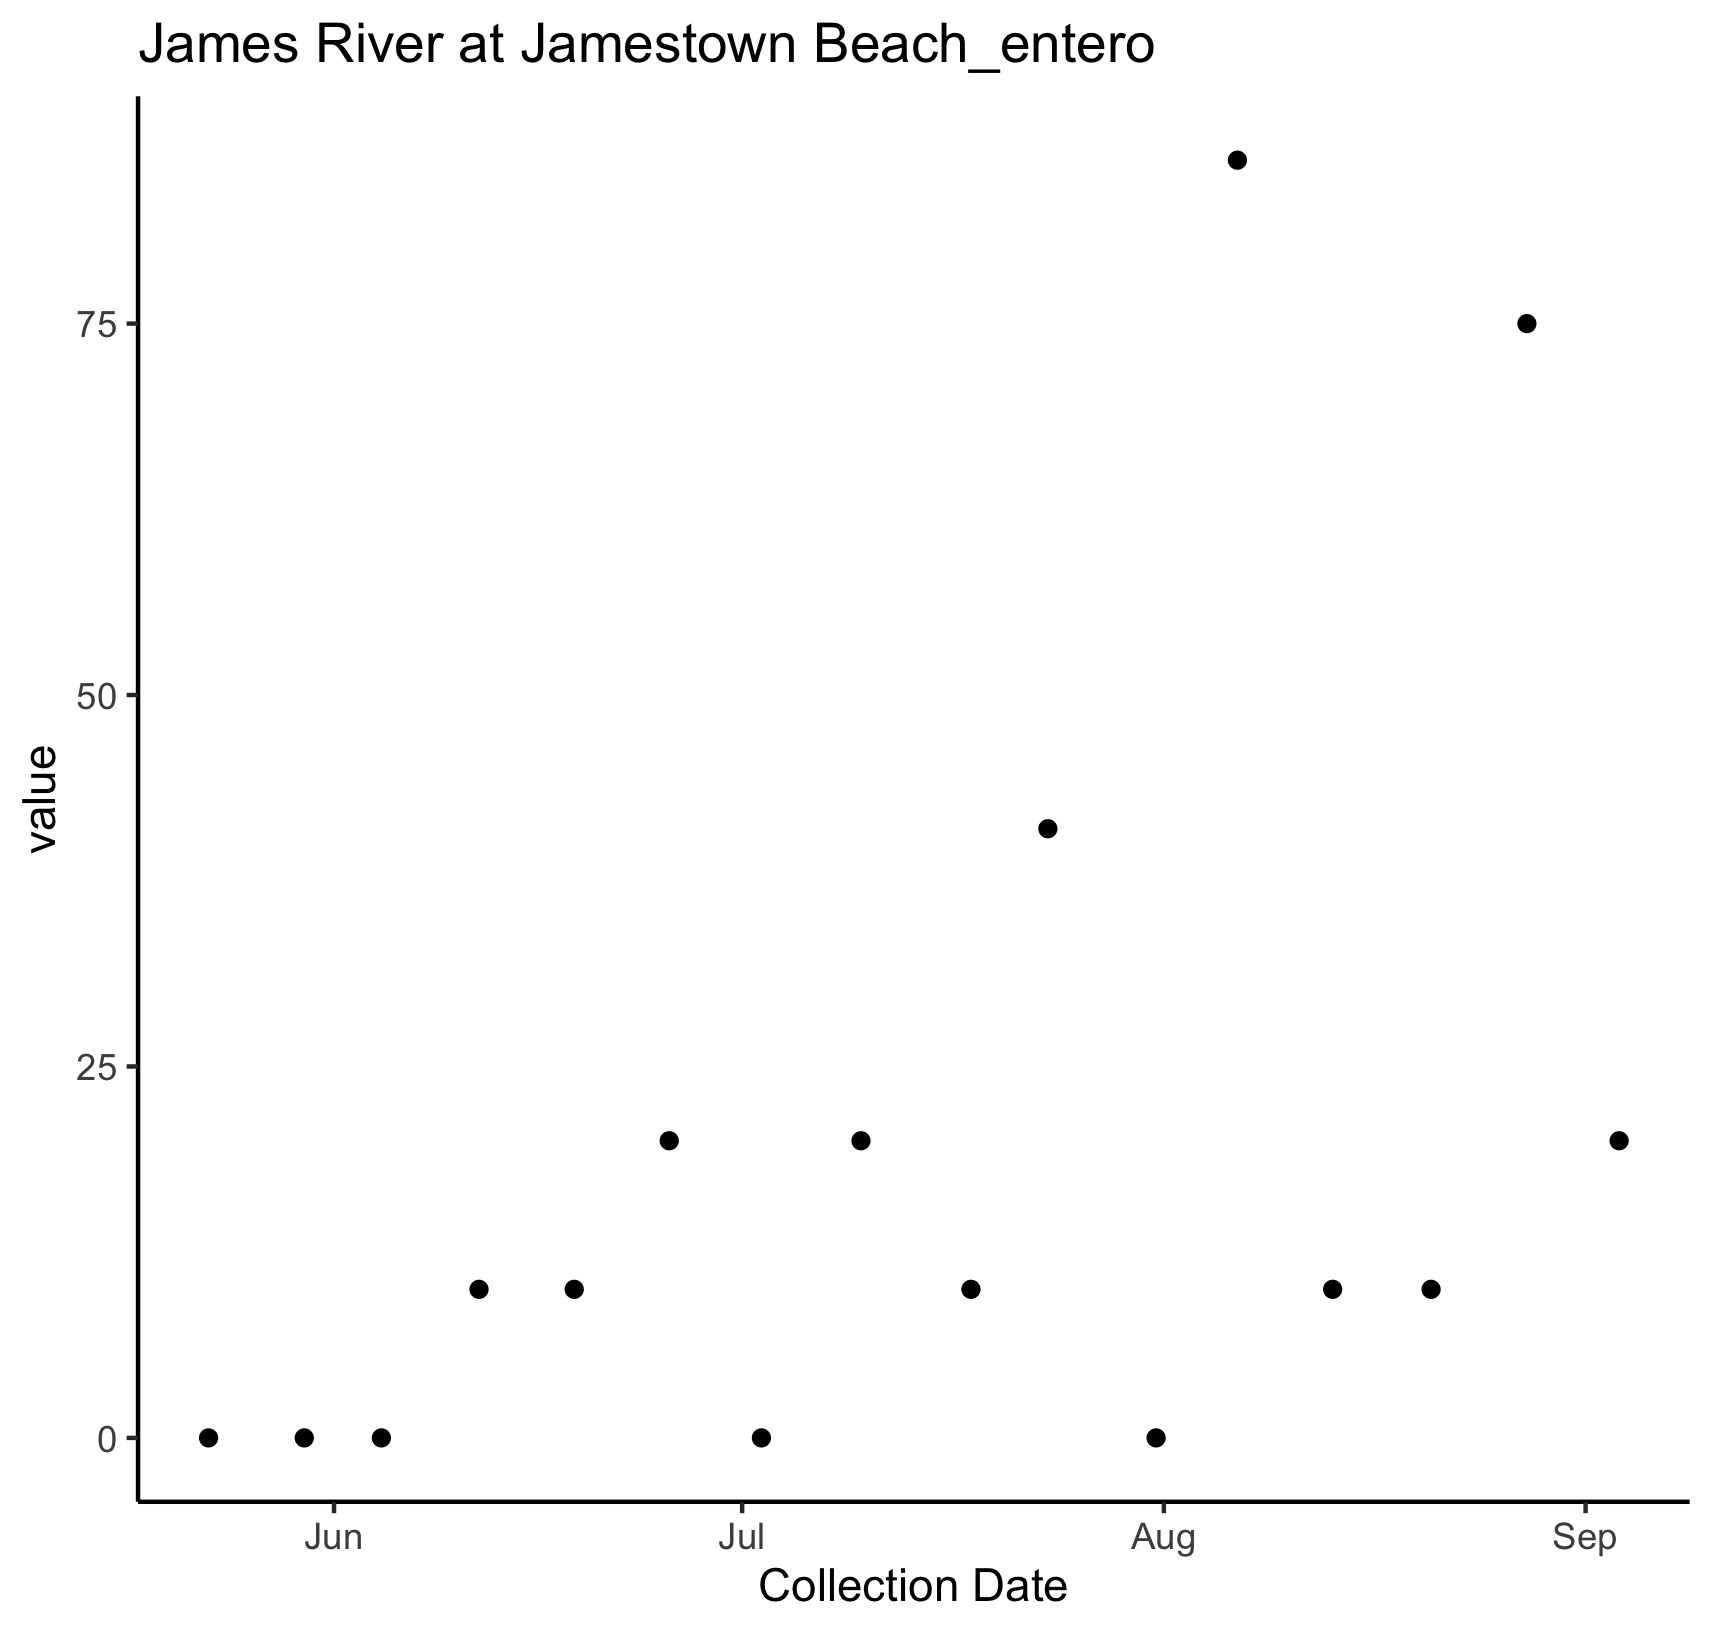 James River at Jamestown Beach_entero
75
50
25
0
value
Jun Jul Aug Sep
Collection Date